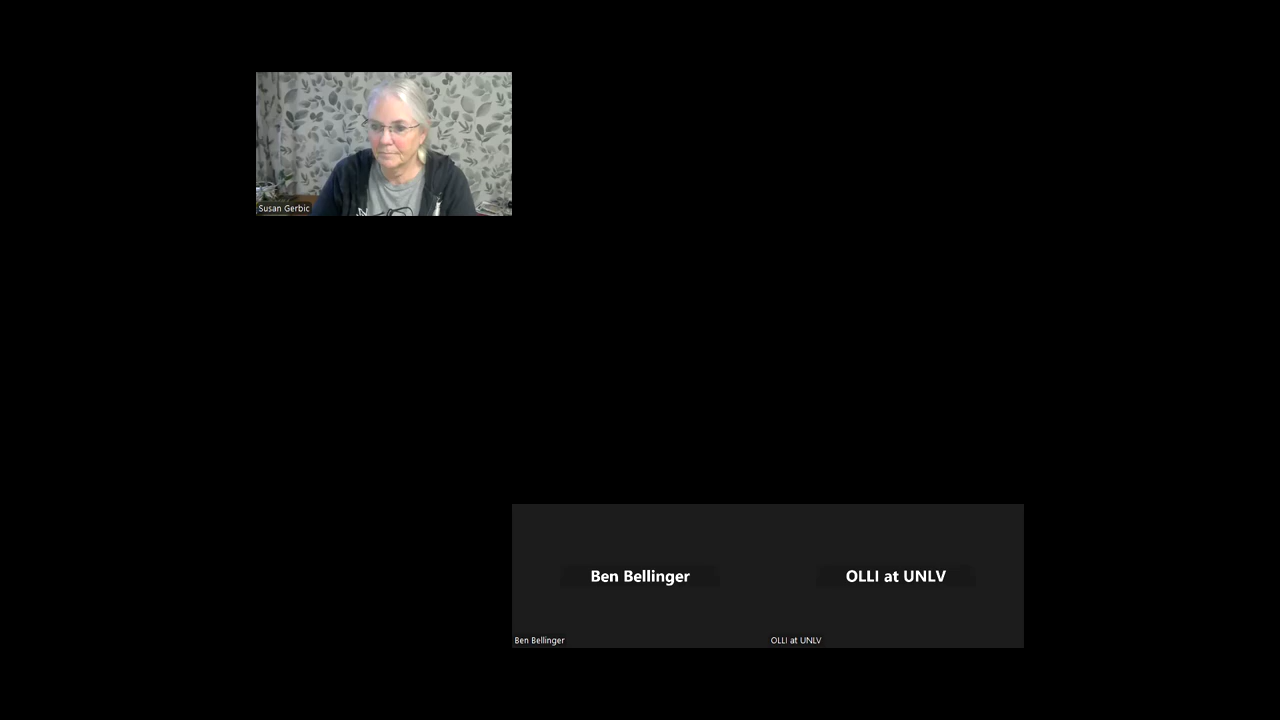 Susan Gerbic
Ben Bellinger
OLLI at UNLV
Ben Bellinger
OLLI at UNLV